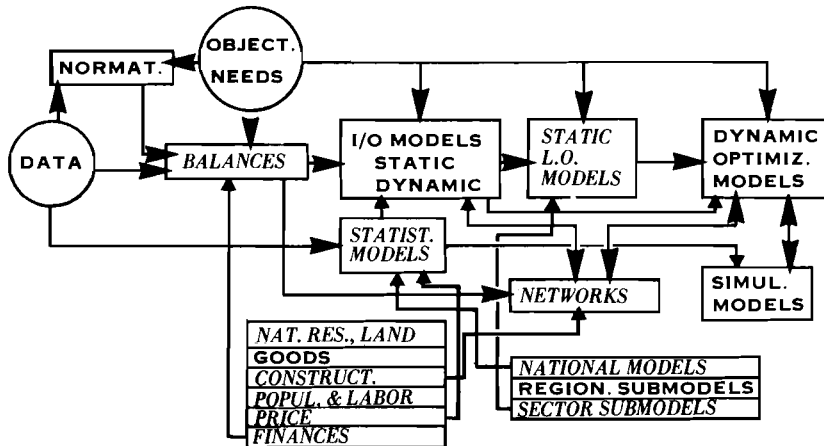 OBJECT.
NEEDS
NORMAT.
DATA
BALANCES
I/O MODELS
STATIC
DYNAMIC
STATIC
L.O.
MODELS
DYNAMIC
OPTIMIZ.
MODELS
STATIST.
MODELS
NETWORKS
SIMUL.
MODELS
NAT. RES., LAND
GOODS
CONSTRUCT.
POPUL. & LABOR
PRICE
FINANCES
NATIONAL MODELS
REGION. SUBMODELS
SECTOR SUBMODELS